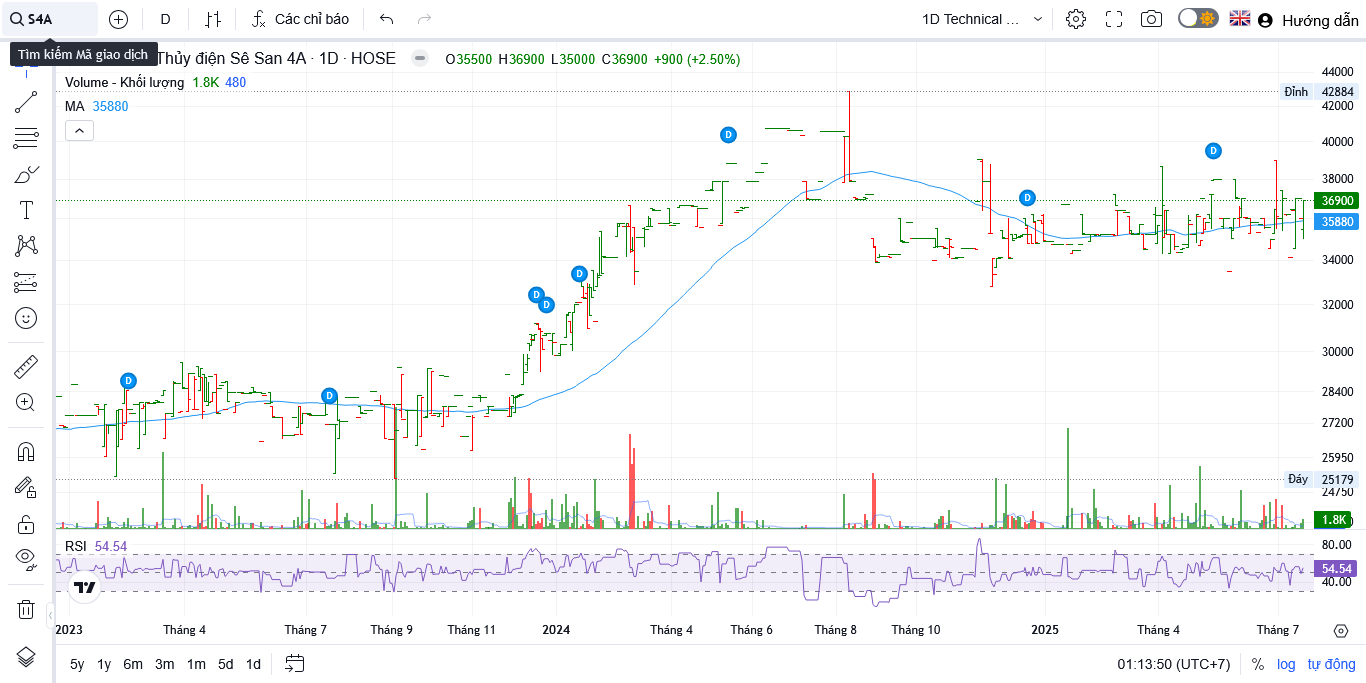 S4A
D
Các chỉ báo
1D Technical ...
Hướng dẫn
Tìm kiếm Mã giao dịch
Thủy điện Sê San 4A · 1D · HOSE
O35500 H36900 L35000 C36900 +900 (+2.50%)
Volume - Khối lượng 1.8K 480
MA 35880
44000
Đỉnh 42884
42000
40000
38000
36900
35880
34000
32000
30000
28400
27200
25950
Đáy 25179
24750
1.8K
D
D
D
D
D
D
D
D
RSI 54.54
80.00
54.54
40.00
2023 Tháng 4 Tháng 7 Tháng 9 Tháng 11 2024 Tháng 4 Tháng 6 Tháng 8 Tháng 10 2025 Tháng 4 Tháng 7
5y 1y 6m 3m 1m 5d 1d
01:13:50 (UTC+7) % log tự động